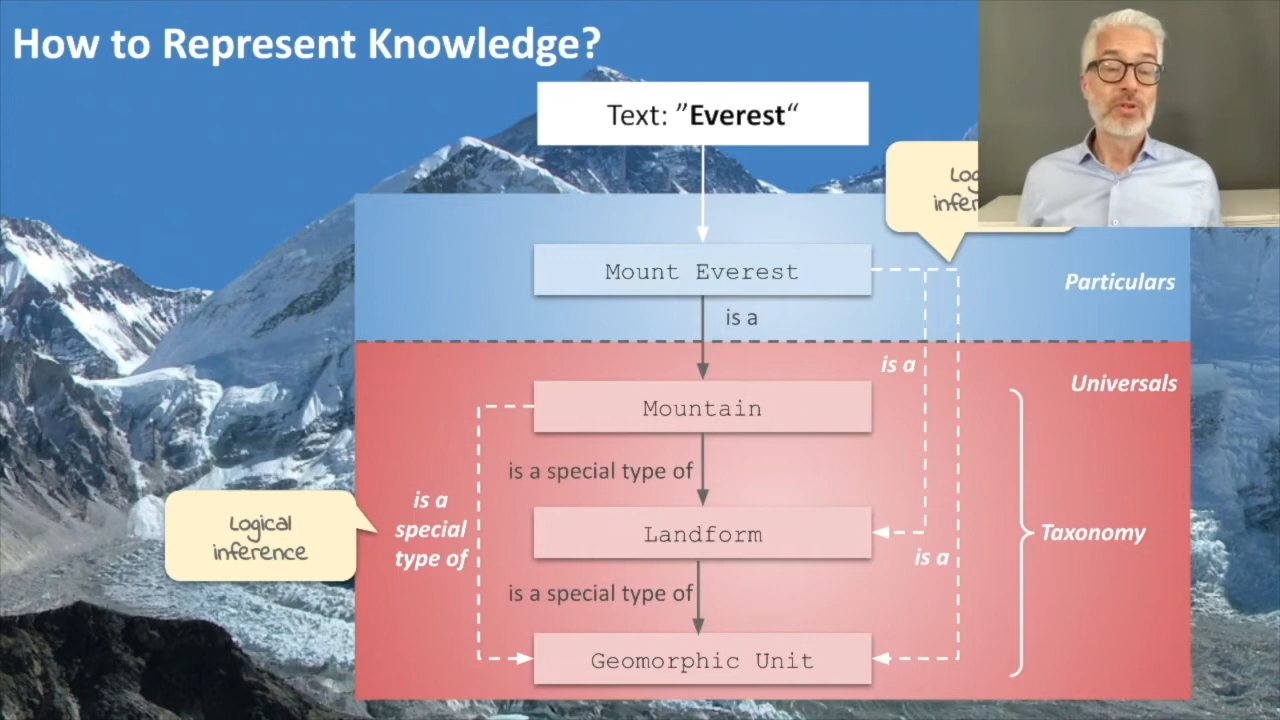 How to Represent Knowledge?
Text: ”Everest“
Mount Everest
Particulars
is a
is a
Universals
Mountain
is a special type of
is a
special
type of
Logical
inference
Landform
Taxonomy
is a
is a special type of
Geomorphic Unit